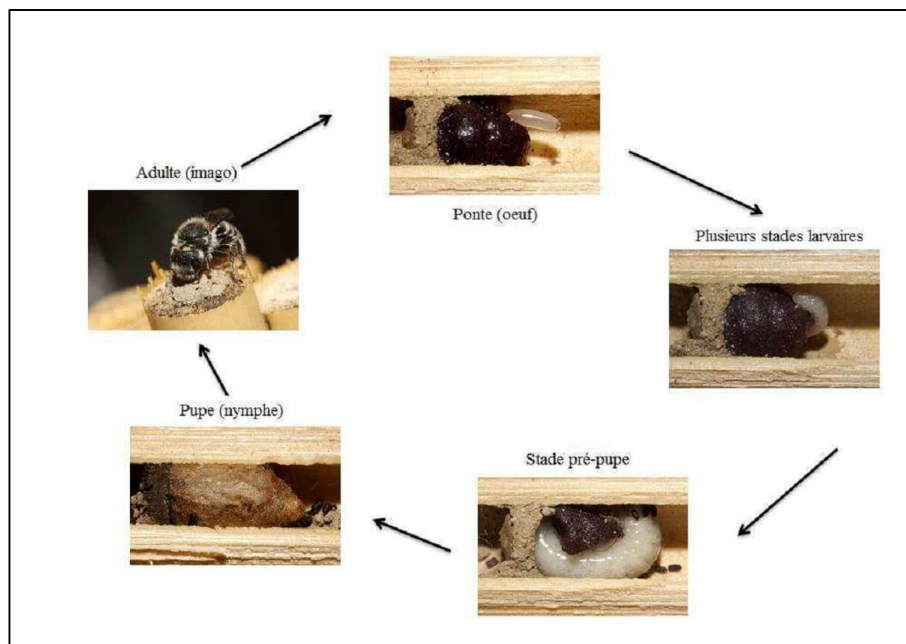 Adulte (imago)
Ponte (oeuf)
Plusieurs stades larvaires
Pupe (nymphe)
Stade pré-pupe